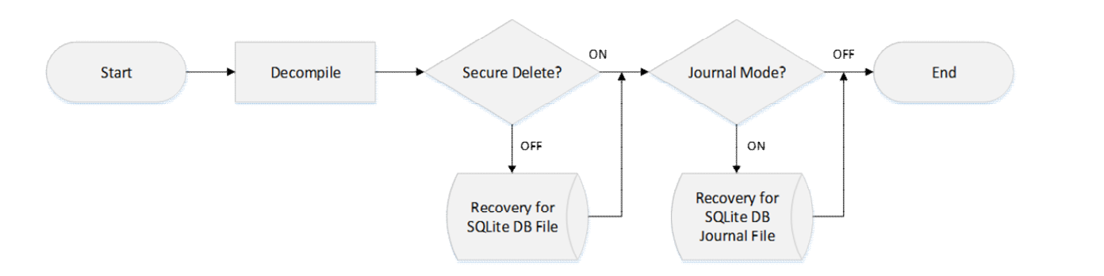 Start
Decompile
Secure Delete?
ON
Journal Mode?
OFF
End
OFF
ON
Recovery for
SQLite DB File
Recovery for
SQLite DB
Journal File